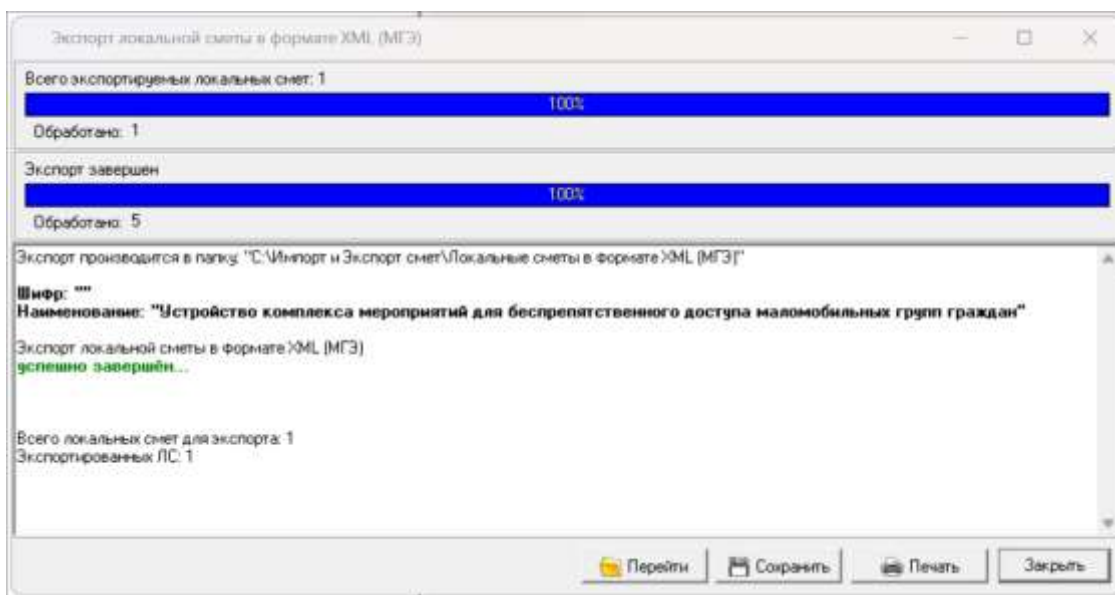 Экспорт локальной сметы в формате XML (МГЭ)
Всего экспортируемых локальных смет: 1
100%
Обработано: 1
Экспорт завершен
100%
Обработано: 5
Экспорт производится в папку: "C:\Импорт и Экспорт смет\Локальные сметы в формате XML (МГЭ)"
Шифр: ""
Наименование: "Устройство комплекса мероприятий для беспрепятственного доступа маломобильных групп граждан"
Экспорт локальной сметы в формате XML (МГЭ)
успешно завершён...
Всего локальных смет для экспорта: 1
Экспортированных ЛС: 1
Перейти Сохранить Печать Закрыть